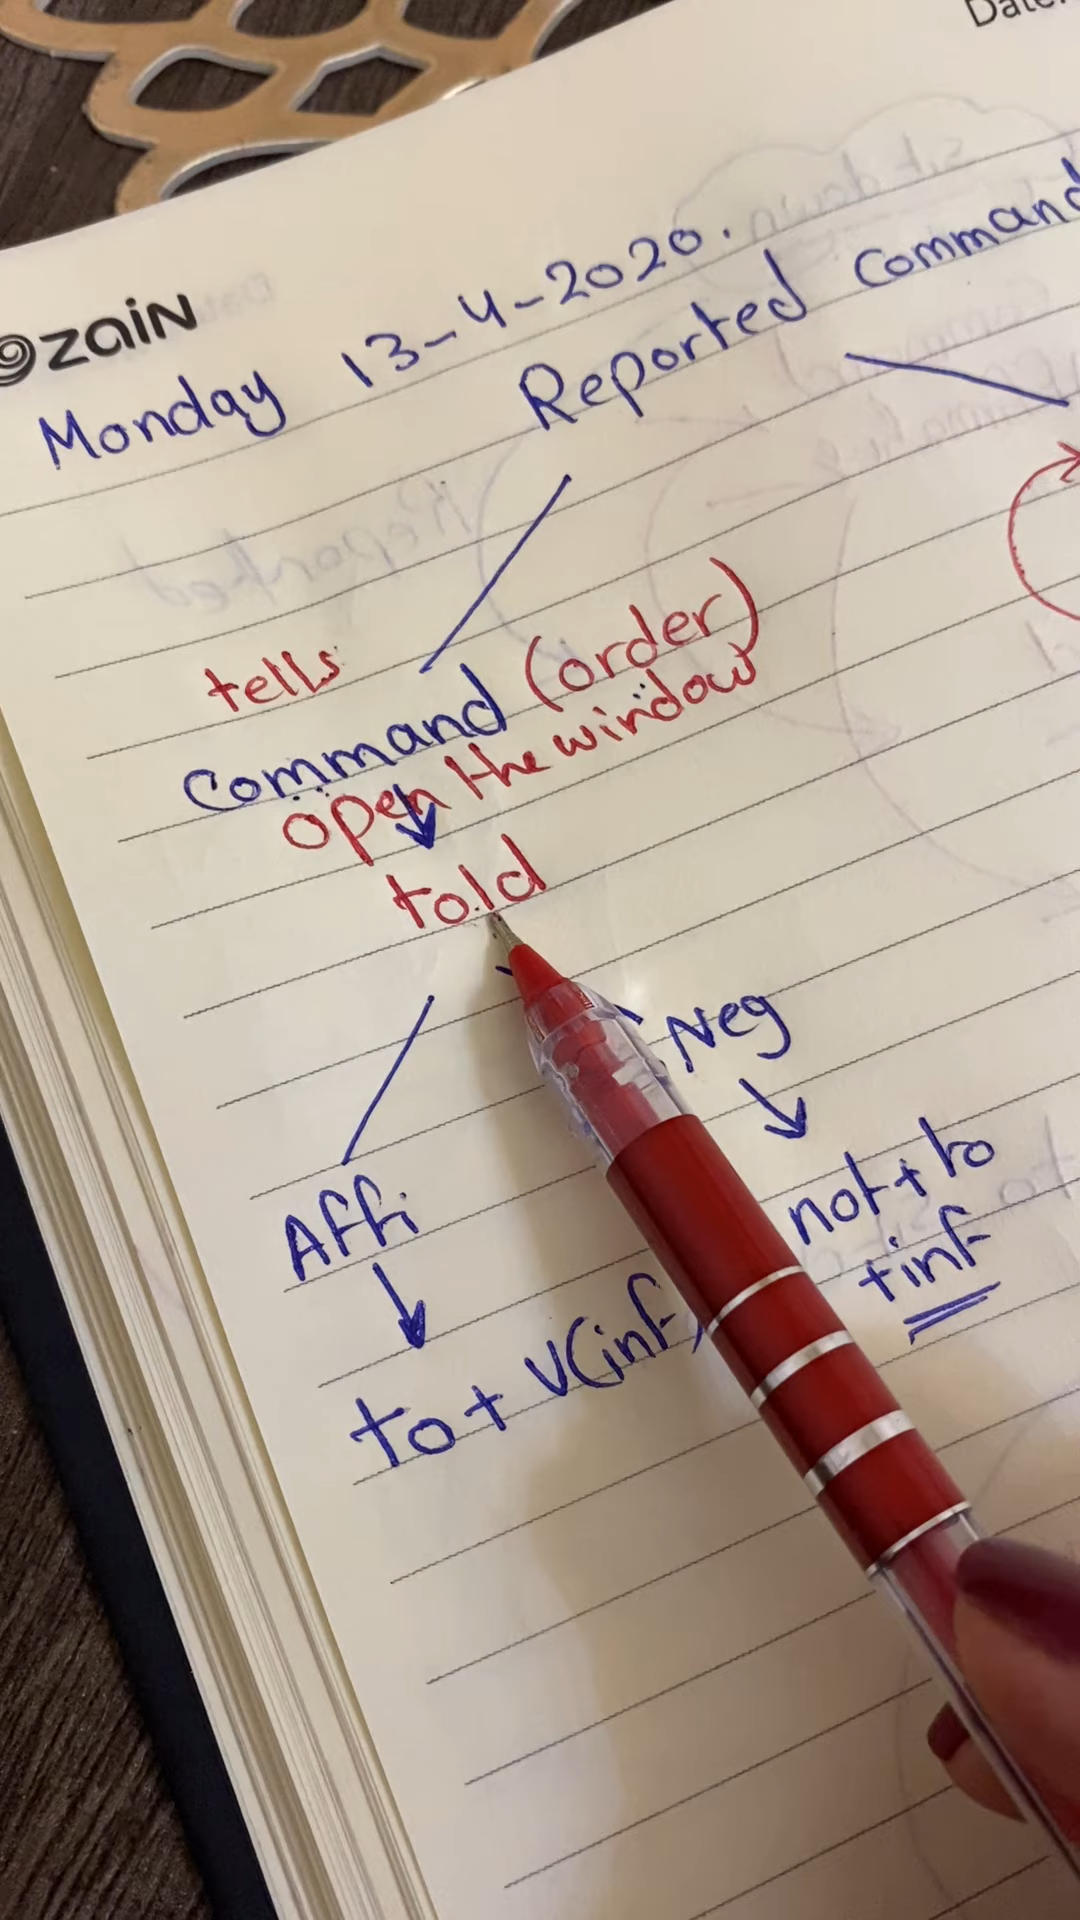 Date:
zain
Monday 13-4-2020.
Reported Command
tells
Command (order)
open the window
told
Affi
Neg
to + V(inf)
not + to
+ inf